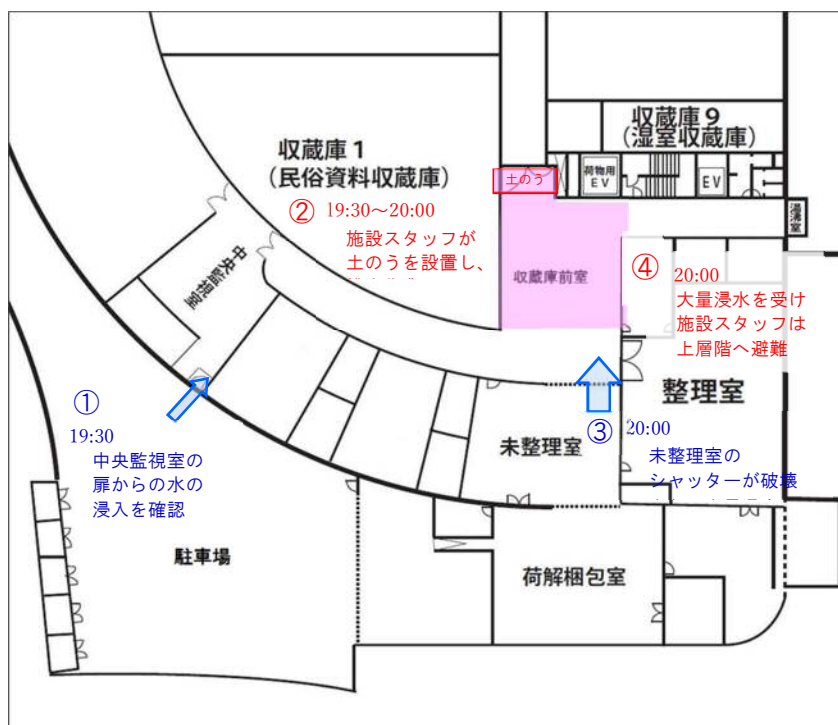 収蔵庫9
(湿室収蔵庫)
収蔵庫1
(民俗資料収蔵庫)
土のう
荷物用
EV
EV
湯沸室
② 19:30~20:00
施設スタッフが
土のうを設置し、
中央監視室
収蔵庫前室
④ 20:00
大量浸水を受け
施設スタッフは
上層階へ避難
整理室
①
19:30
中央監視室の
扉からの水の
浸入を確認
③ 20:00
未整理室の
シャッターが破壊
未整理室
駐車場
荷解梱包室